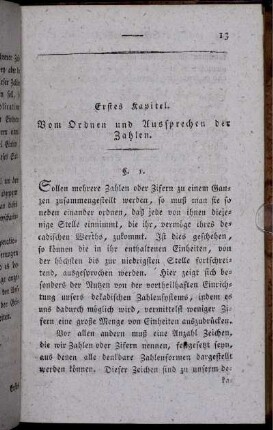 13
Erstes Kapitel.
Vom Ordnen und Aussprechen der
Zahlen.
§. 1.
Sollen mehrere Zahlen oder Zifern zu einem Gan-
zen zusammengestellt werden, so muß man sie so
neben einander ordnen, daß jede von ihnen dieje-
nige Stelle einnimmt, die ihr, vermöge ihres de-
kadischen Werths, zukommt. Ist dies geschehen,
so können die in ihr enthaltenen Einheiten, von
der höchsten bis zur niedrigsten Stelle fortschrei-
tend, ausgesprochen werden. Hier zeigt sich be-
sonders der Nutzen von der vortheilhaften Einrich-
tung unsers dekadischen Zahlensystems, indem es
uns dadurch möglich wird, vermittelst weniger Zi-
fern eine große Menge von Einheiten auszudrücken.
Vor allen andern muß eine Anzahl Zeichen,
die wir Zahlen oder Zifern nennen, festgesetzt seyn,
aus denen alle denkbare Zahlenformen dargestellt
werden können. Dieser Zeichen sind zu unserm de-
ka-